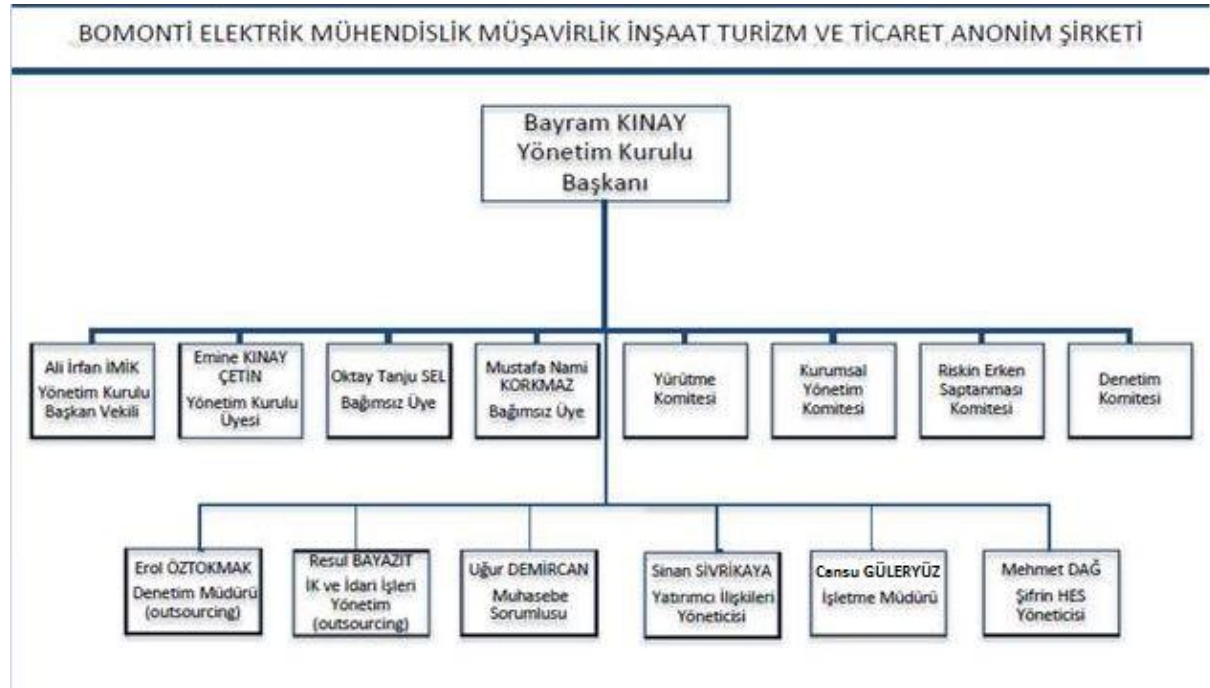 BOMONTİ ELEKTRİK MÜHENDİSLİK MÜŞAVİRLİK İNŞAAT TURİZM VE TİCARET ANONİM ŞİRKETİ
Bayram KINAY
Yönetim Kurulu
Başkanı
Ali İrfan İMİK
Yönetim Kurulu
Başkan Vekili
Emine KINAY
ÇETİN
Yönetim Kurulu
Üyesi
Oktay Tanju SEL
Bağımsız Üye
Mustafa Nami
KORKMAZ
Bağımsız Üye
Yürütme
Komitesi
Kurumsal
Yönetim
Komitesi
Riskin Erken
Saptanması
Komitesi
Denetim
Komitesi
Erol ÖZTOKMAK
Denetim Müdürü
(outsourcing)
Resul BAYAZIT
İK ve İdari İşleri
Yönetim
(outsourcing)
Uğur DEMİRCAN
Muhasebe
Sorumlusu
Sinan SİVRİKAYA
Yatırımcı İlişkileri
Yöneticisi
Cansu GÜLERYÜZ
İşletme Müdürü
Mehmet DAĞ
Şifrin HES
Yöneticisi